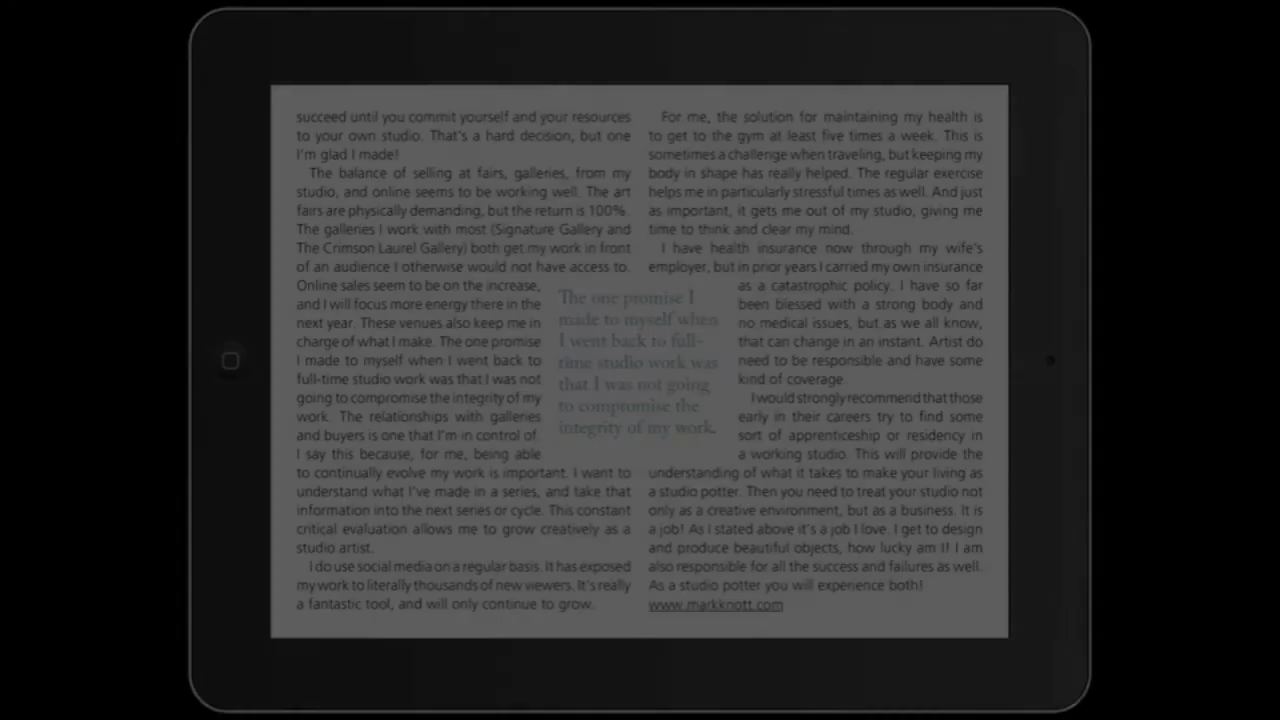 succeed until you commit yourself and your resources
to your own studio. That's a hard decision, but one
I'm glad I made!
The balance of selling at fairs, galleries, from my
studio, and online seems to be working well. The art
fairs are physically demanding, but the return is 100%.
The galleries I work with most (Signature Gallery and
The Crimson Laurel Gallery) both get my work in front
of an audience I otherwise would not have access to.
Online sales seem to be on the increase,
and I will focus more energy there in the
next year. These venues also keep me in
charge of what I make. The one promise
I made to myself when I went back to
full-time studio work was that I was not
going to compromise the integrity of my
work. The relationships with galleries
and buyers is one that I'm in control of.
I say this because, for me, being able
to continually evolve my work is important. I want to
understand what I've made in a series, and take that
information into the next series or cycle. This constant
critical evaluation allows me to grow creatively as a
studio artist.
I do use social media on a regular basis. It has exposed
my work to literally thousands of new viewers. It's really
a fantastic tool, and will only continue to grow.
The one promise I
made to myself when
I went back to full-
time studio work was
that I was not going
to compromise the
integrity of my work.
For me, the solution for maintaining my health is
to get to the gym at least five times a week. This is
sometimes a challenge when traveling, but keeping my
body in shape has really helped. The regular exercise
helps me in particularly stressful times as well. And just
as important, it gets me out of my studio, giving me
time to think and clear my mind.
I have health insurance now through my wife's
employer, but in prior years I carried my own insurance
as a catastrophic policy. I have so far
been blessed with a strong body and
no medical issues, but as we all know,
that can change in an instant. Artist do
need to be responsible and have some
kind of coverage.
I would strongly recommend that those
early in their careers try to find some
sort of apprenticeship or residency in
a working studio. This will provide the
understanding of what it takes to make your living as
a studio potter. Then you need to treat your studio not
only as a creative environment, but as a business. It is
a job! As I stated above it's a job I love. I get to design
and produce beautiful objects, how lucky am I! I am
also responsible for all the success and failures as well.
As a studio potter you will experience both!
www.markknott.com